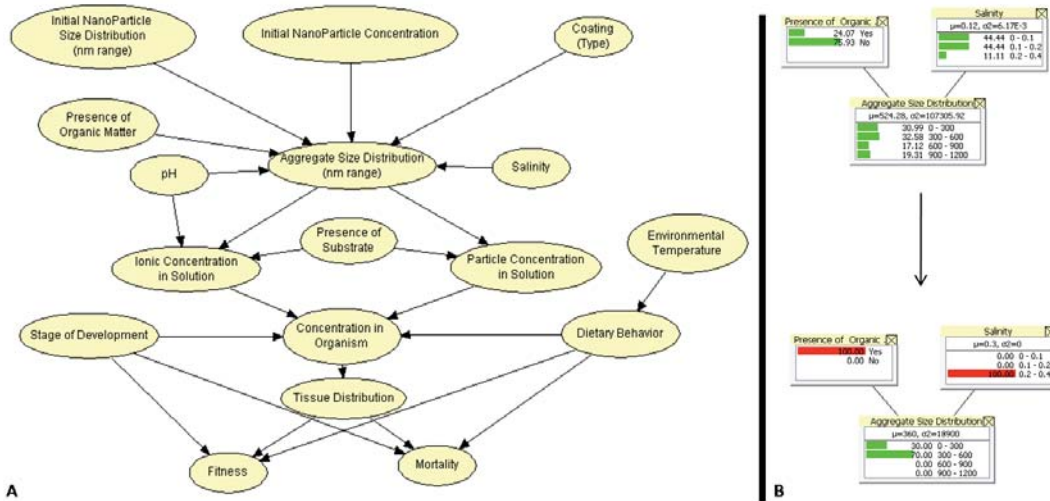 Initial NanoParticle
Size Distribution
(nm range)
Initial NanoParticle Concentration
Coating
(Type)
Presence of
Organic Matter
Aggregate Size Distribution
(nm range)
Salinity
pH
Presence of
Substrate
Environmental
Temperature
Ionic Concentration
in Solution
Particle Concentration
in Solution
Stage of Development
Concentration in
Organism
Dietary Behavior
Tissue Distribution
Fitness
Mortality
A
Presence of Organic
24.07 Yes
75.93 No
Salinity
μ=0.12, σ2=6.17E-3
44.44 0 - 0.1
44.44 0.1 - 0.2
11.11 0.2 - 0.4
Aggregate Size Distribution
μ=524.28, σ2=107305.92
30.99 0 - 300
32.58 300 - 600
17.12 600 - 900
19.31 900 - 1200
Presence of Organic
100.00 Yes
0.00 No
Salinity
μ=0.3, σ2=0
0.00 0 - 0.1
0.00 0.1 - 0.2
100.00 0.2 - 0.4
Aggregate Size Distribution
μ=360, σ2=18900
30.00 0 - 300
70.00 300 - 600
0.00 600 - 900
0.00 900 - 1200
B